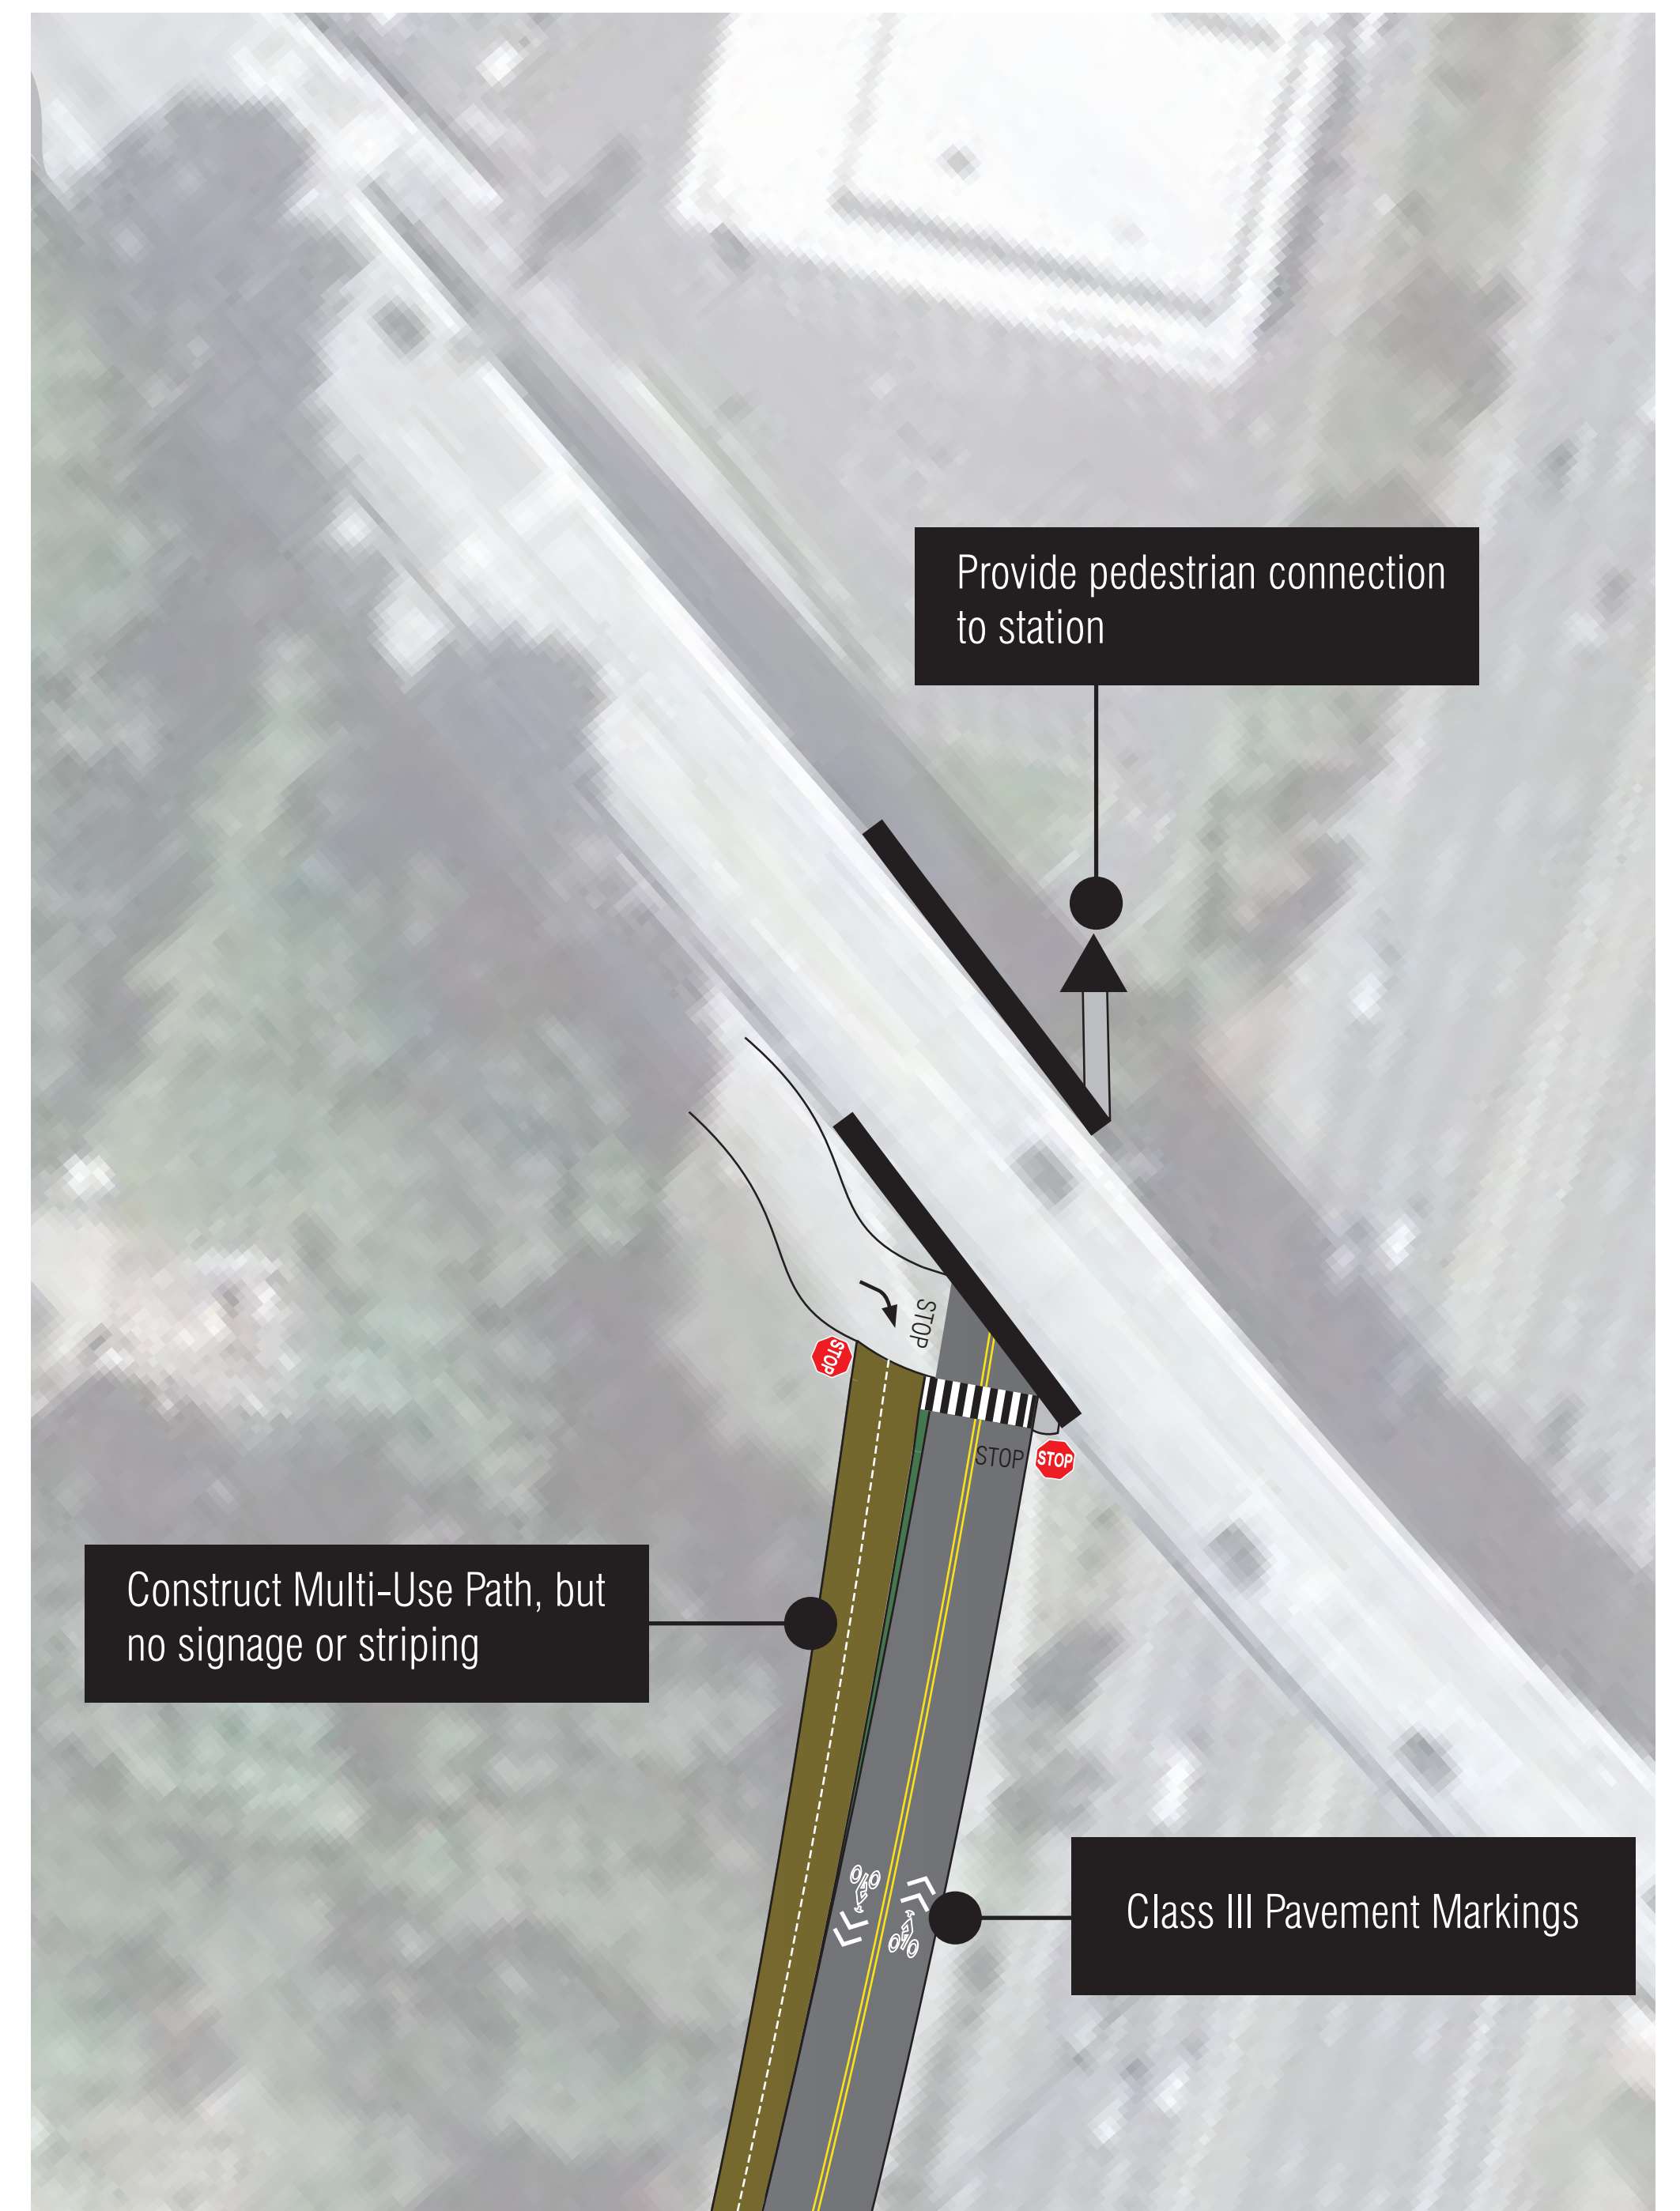 Provide pedestrian connection
to station
STOP
STOP
STOP
STOP
Construct Multi-Use Path, but
no signage or striping
Class III Pavement Markings